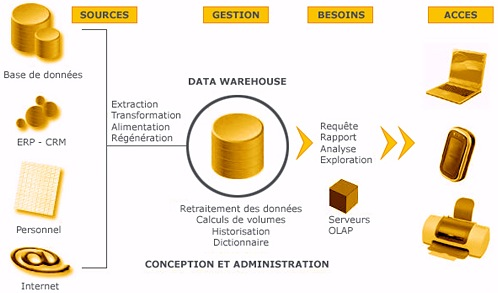 SOURCES
GESTION
BESOINS
ACCES
Base de données
ERP - CRM
Personnel
Internet
Extraction
Transformation
Alimentation
Régénération
DATA WAREHOUSE
Retraitement des données
Calculs de volumes
Historisation
Dictionnaire
CONCEPTION ET ADMINISTRATION
Requête
Rapport
Analyse
Exploration
Serveurs
OLAP